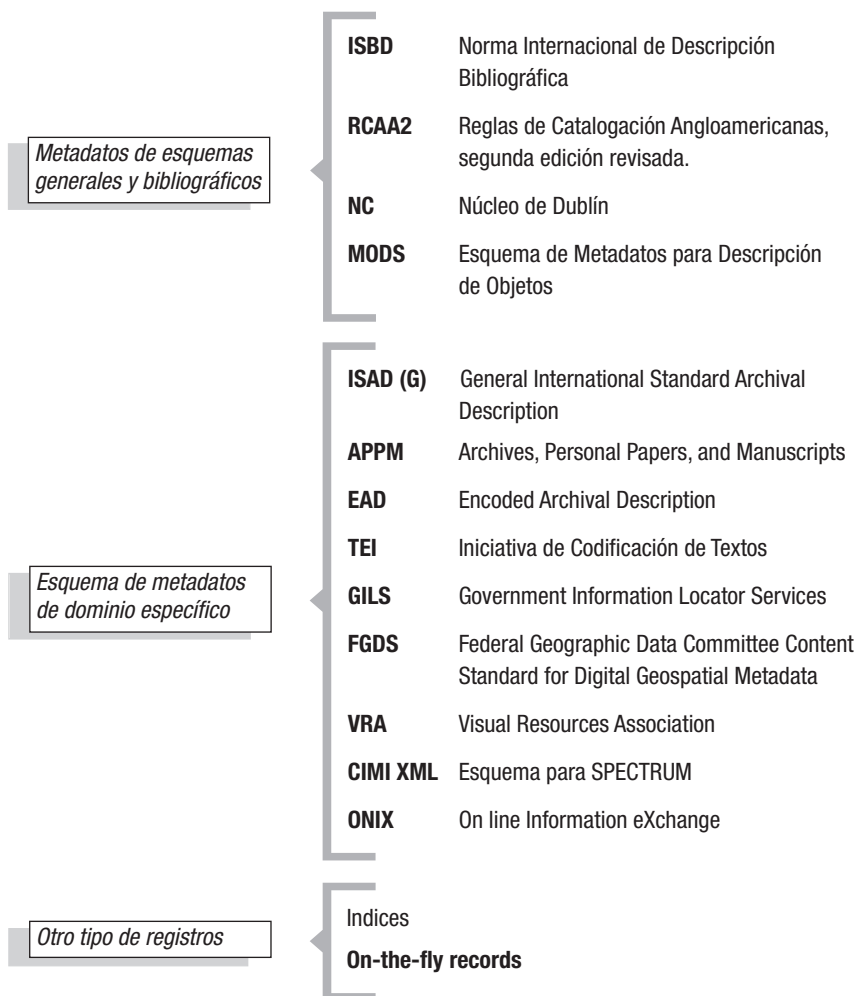 Metadatos de esquemas
generales y bibliográficos
ISBD Norma Internacional de Descripción
Bibliográfica
RCAA2 Reglas de Catalogación Angloamericanas,
segunda edición revisada.
NC Núcleo de Dublín
MODS Esquema de Metadatos para Descripción
de Objetos
Esquema de metadatos
de dominio específico
ISAD (G) General International Standard Archival
Description
APPM Archives, Personal Papers, and Manuscripts
EAD Encoded Archival Description
TEI Iniciativa de Codificación de Textos
GILS Government Information Locator Services
FGDS Federal Geographic Data Committee Content
Standard for Digital Geospatial Metadata
VRA Visual Resources Association
CIMI XML Esquema para SPECTRUM
ONIX On line Information eXchange
Otro tipo de registros
Indices
On-the-fly records